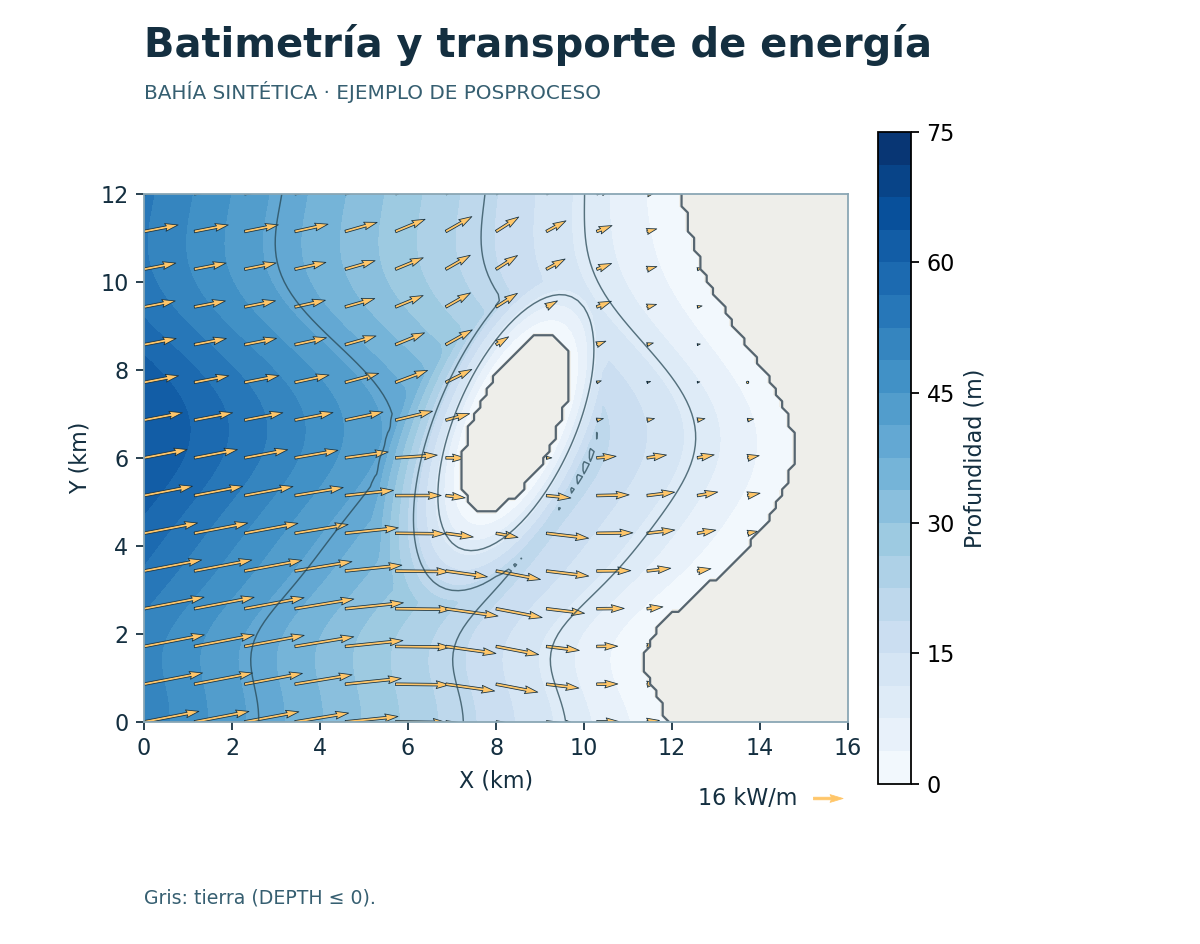 Batimetría y transporte de energía
BAHÍA SINTÉTICA · EJEMPLO DE POSPROCESO
75
60
45
30
15
0
Profundidad (m)
12
10
8
6
4
2
0
Y (km)
0 2 4 6 8 10 12 14 16
X (km)
16 kW/m
Gris: tierra (DEPTH ≤ 0).